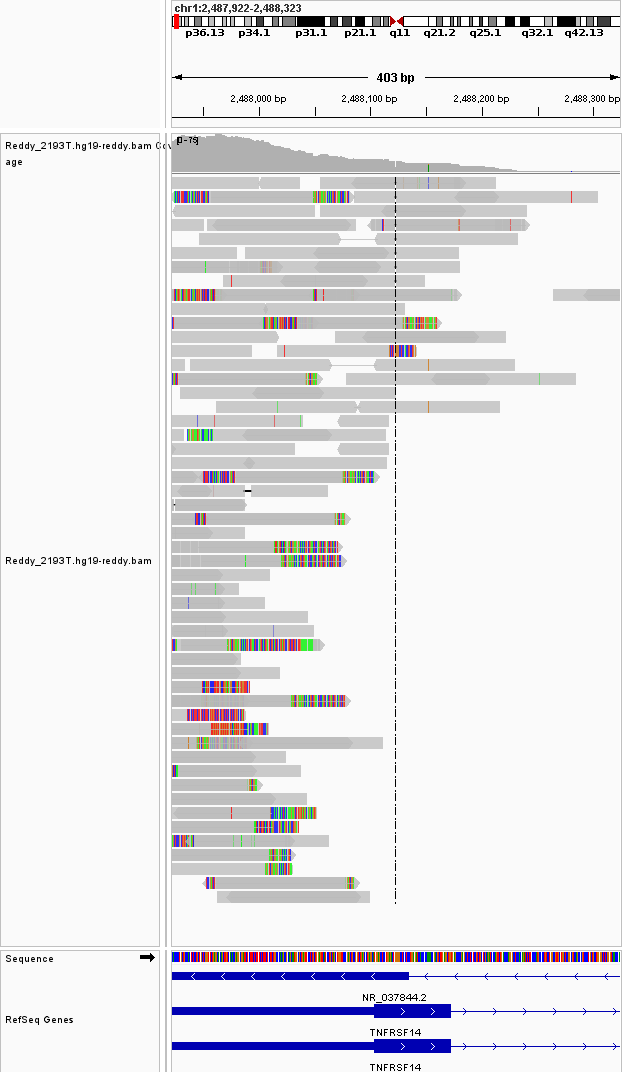 chr1:2,487,922-2,488,323
p36.13 p34.1 p31.1 p21.1 q11 q21.2 q25.1 q32.1 q42.13
403 bp
2,488,000 bp 2,488,100 bp 2,488,200 bp 2,488,300 bp
Reddy_2193T.hg19-reddy.bam Cov
age
Reddy_2193T.hg19-reddy.bam
Sequence
NR_037844.2
RefSeq Genes
TNFRSF14
TNFRSF14